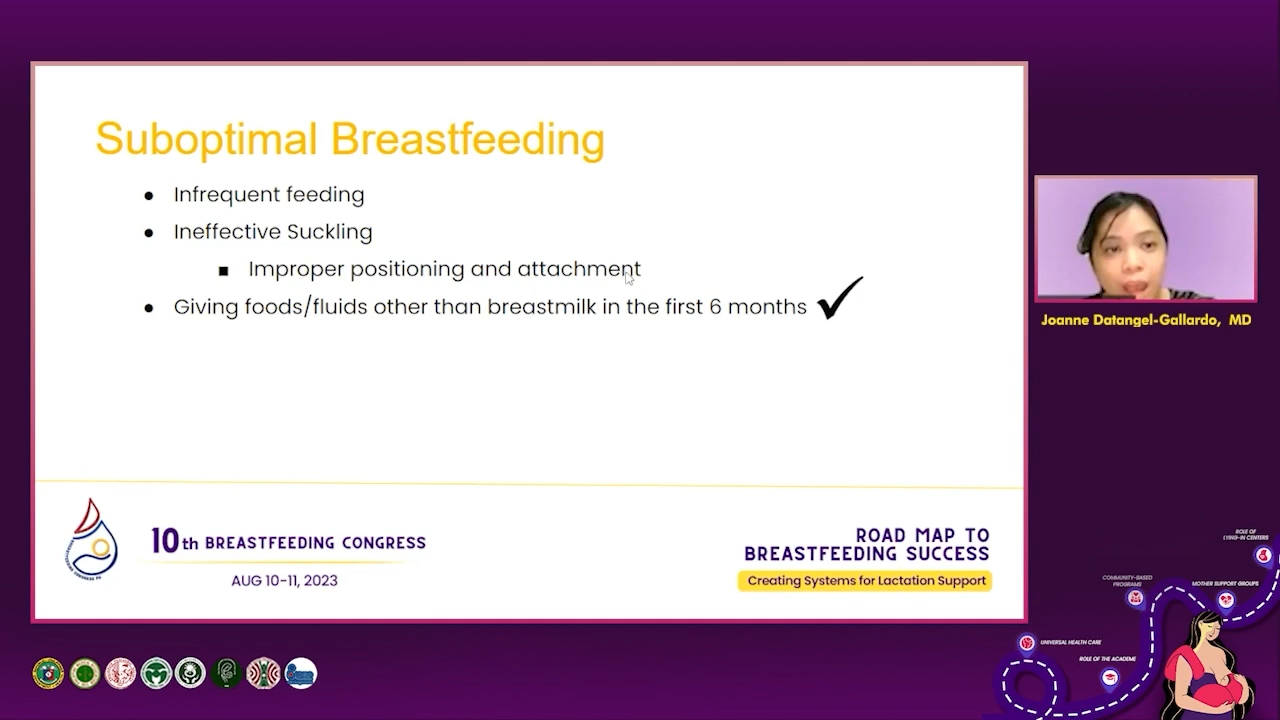 Suboptimal Breastfeeding
● Infrequent feeding
● Ineffective Suckling
■ Improper positioning and attachment
● Giving foods/fluids other than breastmilk in the first 6 months ✓
Joanne Datangel-Gallardo, MD
10th BREASTFEEDING CONGRESS
AUG 10-11, 2023
ROAD MAP TO
BREASTFEEDING SUCCESS
Creating Systems for Lactation Support
ROLE OF
LYING-IN CENTERS
COMMUNITY-BASED
PROGRAMS
MOTHER SUPPORT GROUPS
UNIVERSAL HEALTH CARE
ROLE OF THE ACADEME